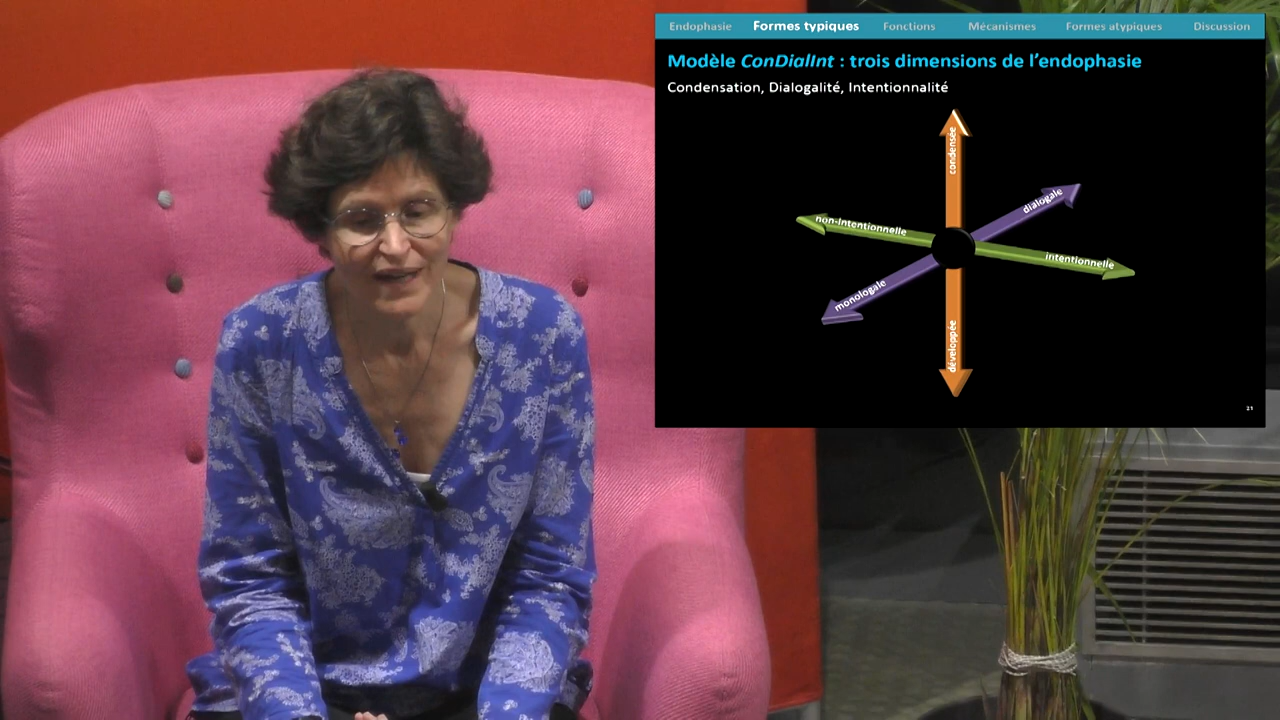 Endophasie Formes typiques Fonctions Mécanismes Formes atypiques Discussion
Modèle ConDialInt : trois dimensions de l'endophasie
Condensation, Dialogalité, Intentionnalité
condensée
dialogale
non-intentionnelle
intentionnelle
monologale
développée
21